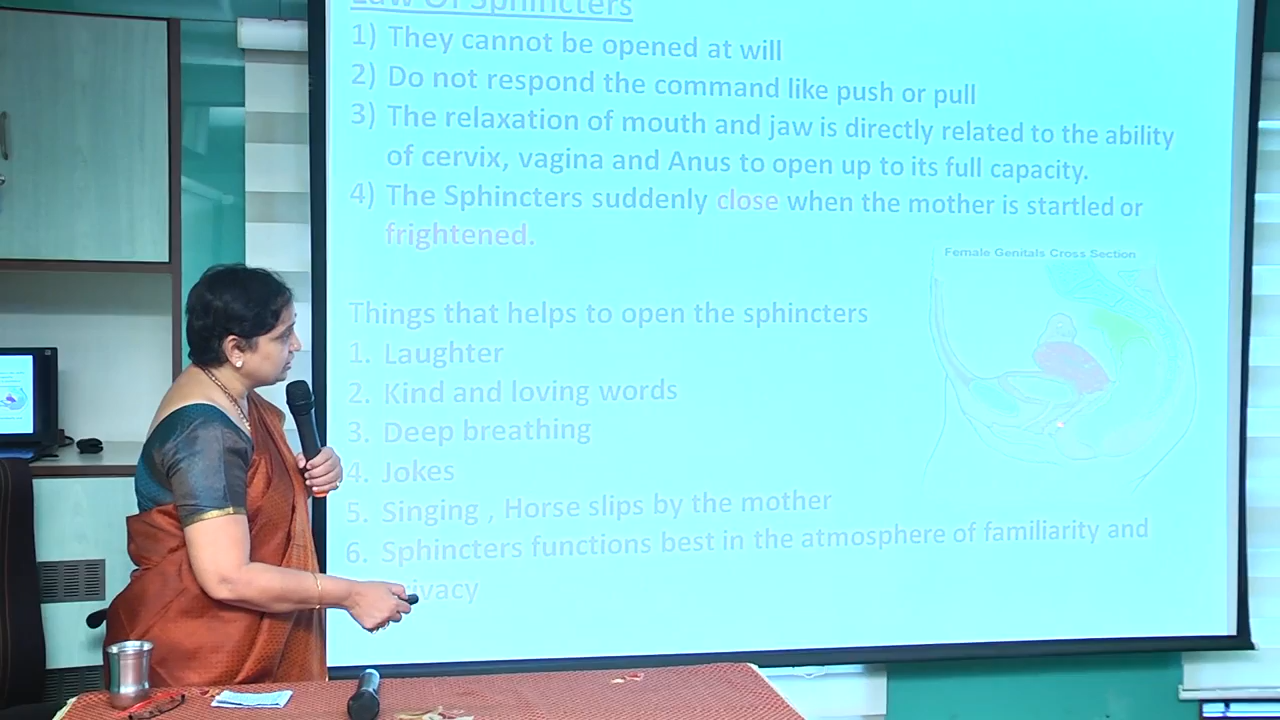 Law Of Sphincters
1) They cannot be opened at will
2) Do not respond the command like push or pull
3) The relaxation of mouth and jaw is directly related to the ability
of cervix, vagina and Anus to open up to its full capacity.
4) The Sphincters suddenly close when the mother is startled or
frightened.
Female Genitals Cross Section
Things that helps to open the sphincters
1. Laughter
2. Kind and loving words
3. Deep breathing
4. Jokes
5. Singing , Horse slips by the mother
6. Sphincters functions best in the atmosphere of familiarity and
privacy